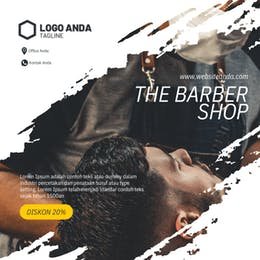 LOGO ANDA
TAGLINE
Office Anda
Kontak Anda
www.websiteanda.com
THE BARBER
SHOP
Lorem Ipsum adalah contoh teks atau dummy dalam
industri percetakan dan penataan huruf atau type
setting. Lorem Ipsum telah menjadi standar contoh teks
sejak tahun 1500an
DISKON 20%